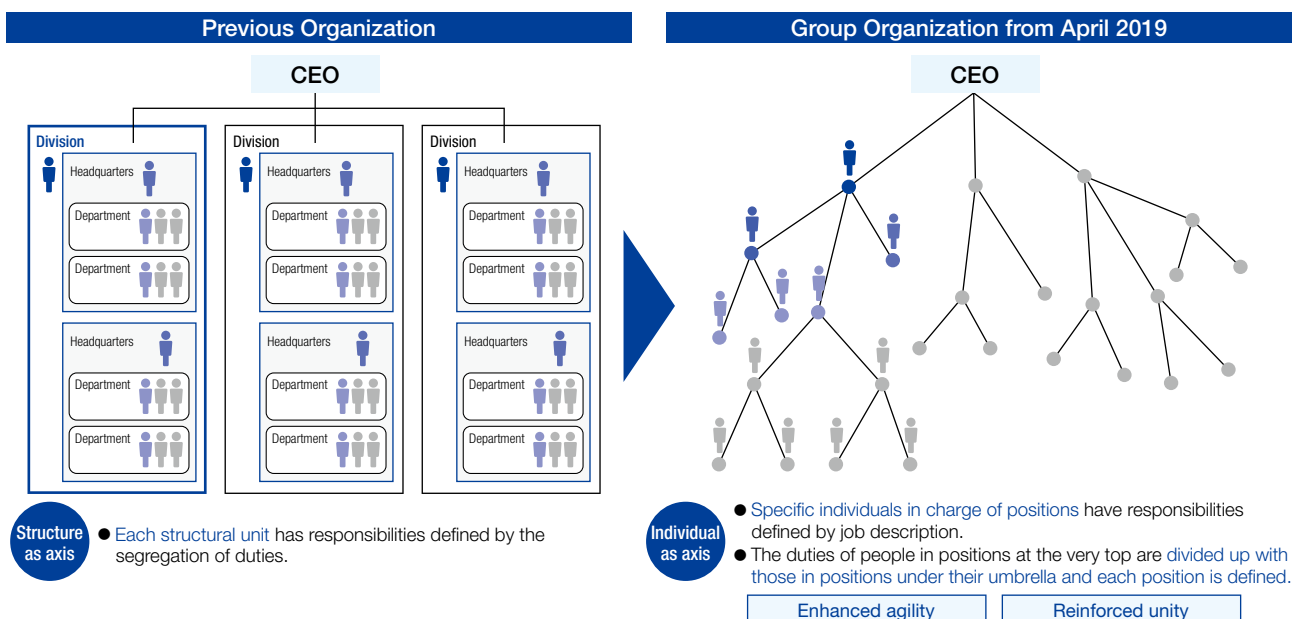 Previous Organization
CEO
Division
Headquarters
Department
Department
Headquarters
Department
Department
Division
Headquarters
Department
Department
Headquarters
Department
Department
Division
Headquarters
Department
Department
Headquarters
Department
Department
Structure
as axis
● Each structural unit has responsibilities defined by the
segregation of duties.
Group Organization from April 2019
CEO
Individual
as axis
● Specific individuals in charge of positions have responsibilities
defined by job description.
● The duties of people in positions at the very top are divided up with
those in positions under their umbrella and each position is defined.
Enhanced agility
Reinforced unity